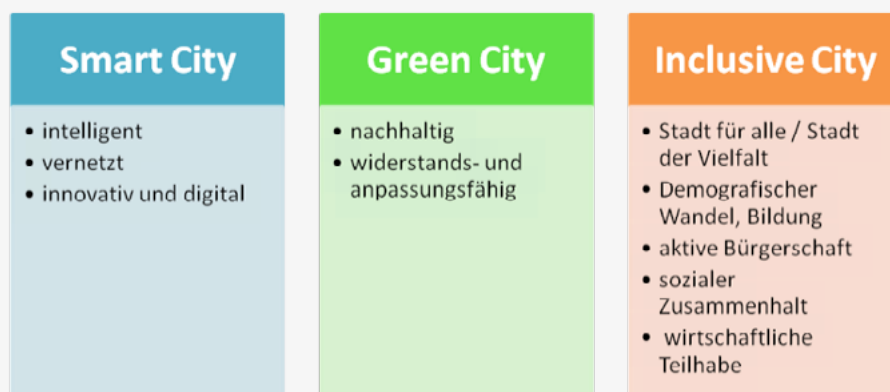 Smart City
• intelligent
• vernetzt
• innovativ und digital
Green City
• nachhaltig
• widerstands- und
anpassungsfähig
Inclusive City
• Stadt für alle / Stadt
der Vielfalt
• Demografischer
Wandel, Bildung
• aktive Bürgerschaft
• sozialer
Zusammenhalt
• wirtschaftliche
Teilhabe